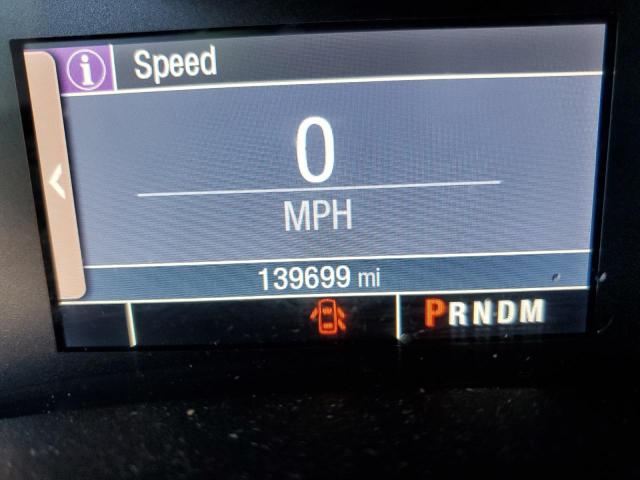 i Speed
0
MPH
139699 mi
PRNDM